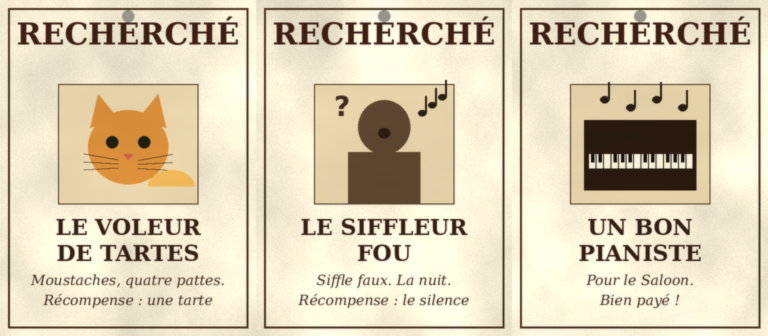 RECHERCHÉ
LE VOLEUR
DE TARTES
Moustaches, quatre pattes.
Récompense : une tarte
RECHERCHÉ
?
LE SIFFLEUR
FOU
Siffle faux. La nuit.
Récompense : le silence
RECHERCHÉ
UN BON
PIANISTE
Pour le Saloon.
Bien payé !